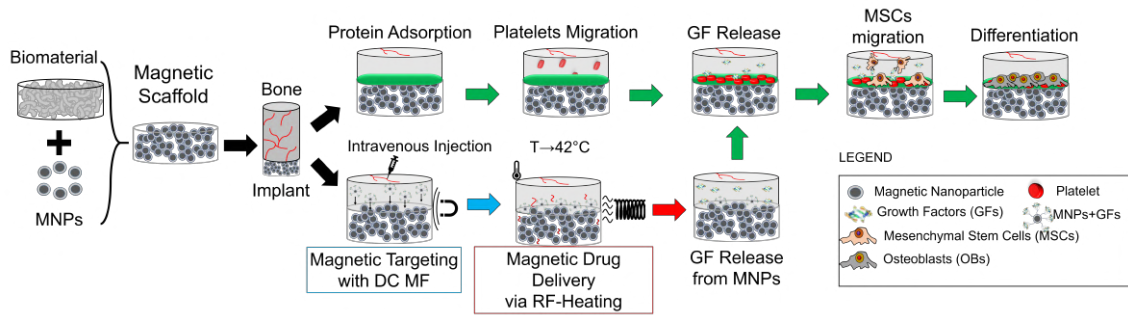 Biomaterial
MNPs
Magnetic
Scaffold
Bone
Implant
Protein Adsorption
Platelets Migration
GF Release
MSCs
migration
Differentiation
Intravenous Injection
T→42°C
Magnetic Targeting
with DC MF
Magnetic Drug
Delivery
via RF-Heating
GF Release
from MNPs
LEGEND
Magnetic Nanoparticle
Platelet
Growth Factors (GFs)
MNPs+GFs
Mesenchymal Stem Cells (MSCs)
Osteoblasts (OBs)